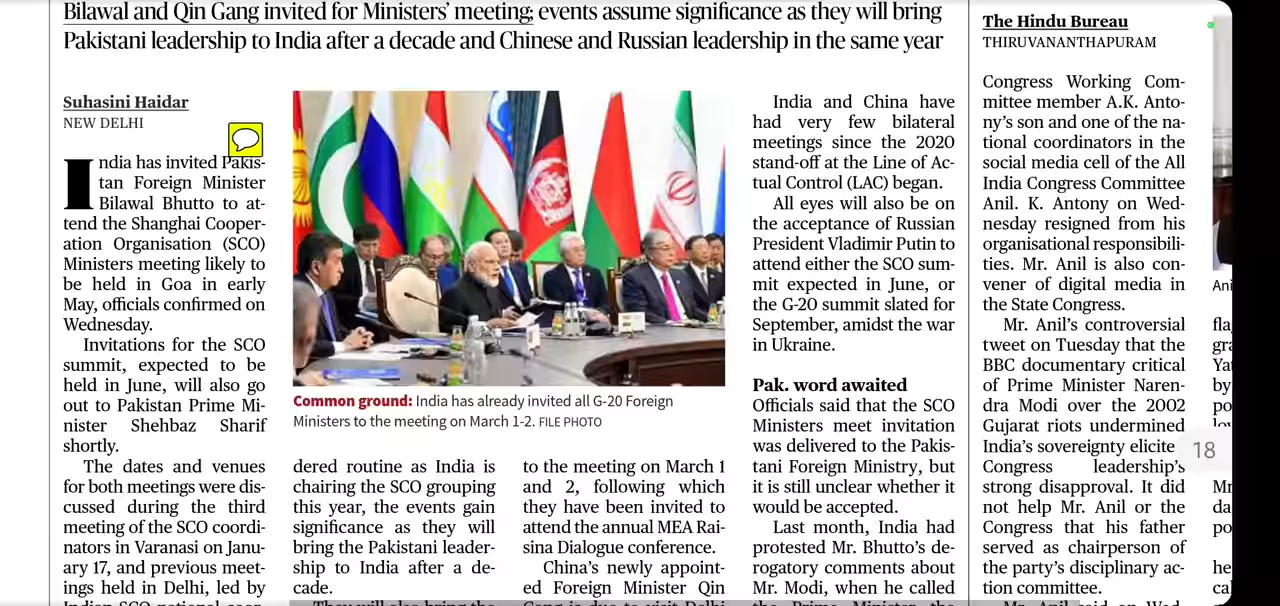 Bilawal and Qin Gang invited for Ministers' meeting; events assume significance as they will bring
Pakistani leadership to India after a decade and Chinese and Russian leadership in the same year
Suhasini Haidar
NEW DELHI
India has invited Pakis-
tan Foreign Minister
Bilawal Bhutto to at-
tend the Shanghai Cooper-
ation Organisation (SCO)
Ministers meeting likely to
be held in Goa in early
May, officials confirmed on
Wednesday.
Invitations for the SCO
summit, expected to be
held in June, will also go
out to Pakistan Prime Mi-
nister Shehbaz Sharif
shortly.
The dates and venues
for both meetings were dis-
cussed during the third
meeting of the SCO coordi-
nators in Varanasi on Janu-
ary 17, and previous meet-
ings held in Delhi, led by
Common ground: India has already invited all G-20 Foreign
Ministers to the meeting on March 1-2. FILE PHOTO
dered routine as India is
chairing the SCO grouping
this year, the events gain
significance as they will
bring the Pakistani leader-
ship to India after a de-
cade.
They will also bring the
to the meeting on March 1
and 2, following which
they have been invited to
attend the annual MEA Rai-
sina Dialogue conference.
China's newly appoint-
ed Foreign Minister Qin
Gang is due to visit Delhi
India and China have
had very few bilateral
meetings since the 2020
stand-off at the Line of Ac-
tual Control (LAC) began.
All eyes will also be on
the acceptance of Russian
President Vladimir Putin to
attend either the SCO sum-
mit expected in June, or
the G-20 summit slated for
September, amidst the war
in Ukraine.
Pak. word awaited
Officials said that the SCO
Ministers meet invitation
was delivered to the Pakis-
tani Foreign Ministry, but
it is still unclear whether it
would be accepted.
Last month, India had
protested Mr. Bhutto's de-
rogatory comments about
Mr. Modi, when he called
the Prime Minister the
The Hindu Bureau
THIRUVANANTHAPURAM
Congress Working Com-
mittee member A.K. Anto-
ny's son and one of the na-
tional coordinators in the
social media cell of the All
India Congress Committee
Anil. K. Antony on Wed-
nesday resigned from his
organisational responsibili-
ties. Mr. Anil is also con-
vener of digital media in
the State Congress.
Mr. Anil's controversial
tweet on Tuesday that the
BBC documentary critical
of Prime Minister Naren-
dra Modi over the 2002
Gujarat riots undermined
India's sovereignty elicite
Congress leadership's
strong disapproval. It did
not help Mr. Anil or the
Congress that his father
served as chairperson of
the party's disciplinary ac-
tion committee.
Mr. Anil said on Wed-
18